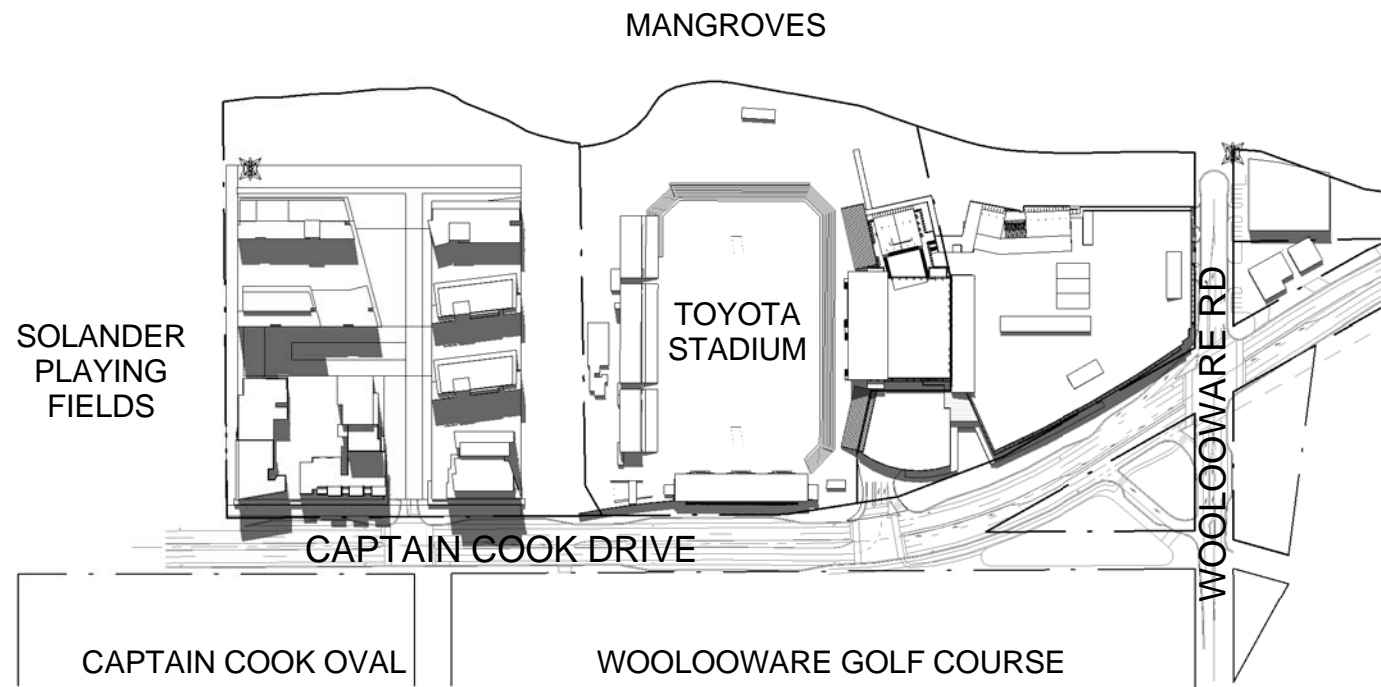 MANGROVES
SOLANDER
PLAYING
FIELDS
TOYOTA
STADIUM
WOOLOOWARE RD
CAPTAIN COOK DRIVE
CAPTAIN COOK OVAL
WOOLOOWARE GOLF COURSE